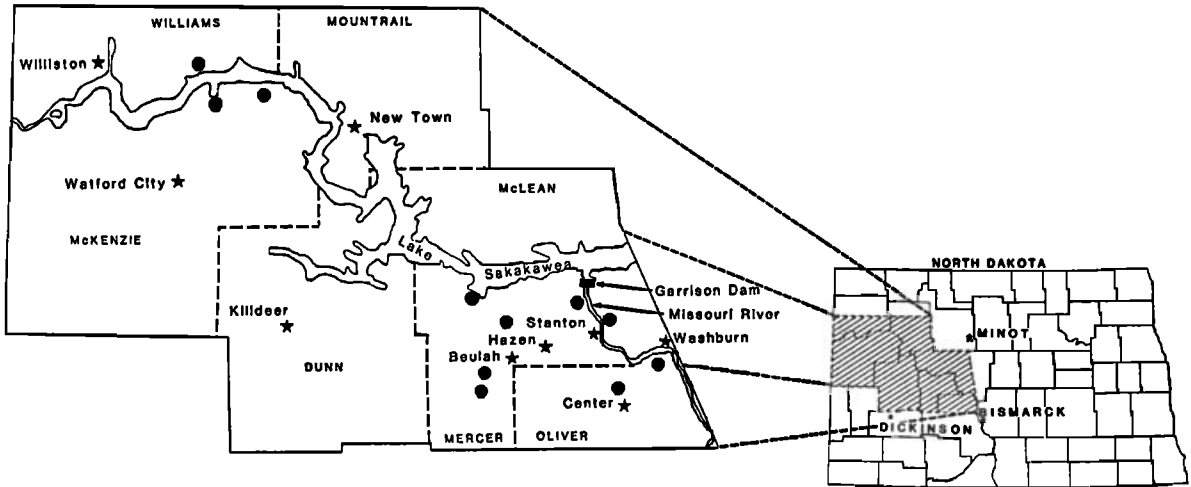 WILLIAMS
MOUNTRAIL
Williston
New Town
Watford City
McLEAN
McKENZIE
Lake
Sakakawea
NORTH DAKOTA
Garrison Dam
Missouri River
Killdeer
Stanton
MINOT
Hazen
Washburn
Beulah
DUNN
Center
BISMARCK
DICKINSON
MERCER
OLIVER